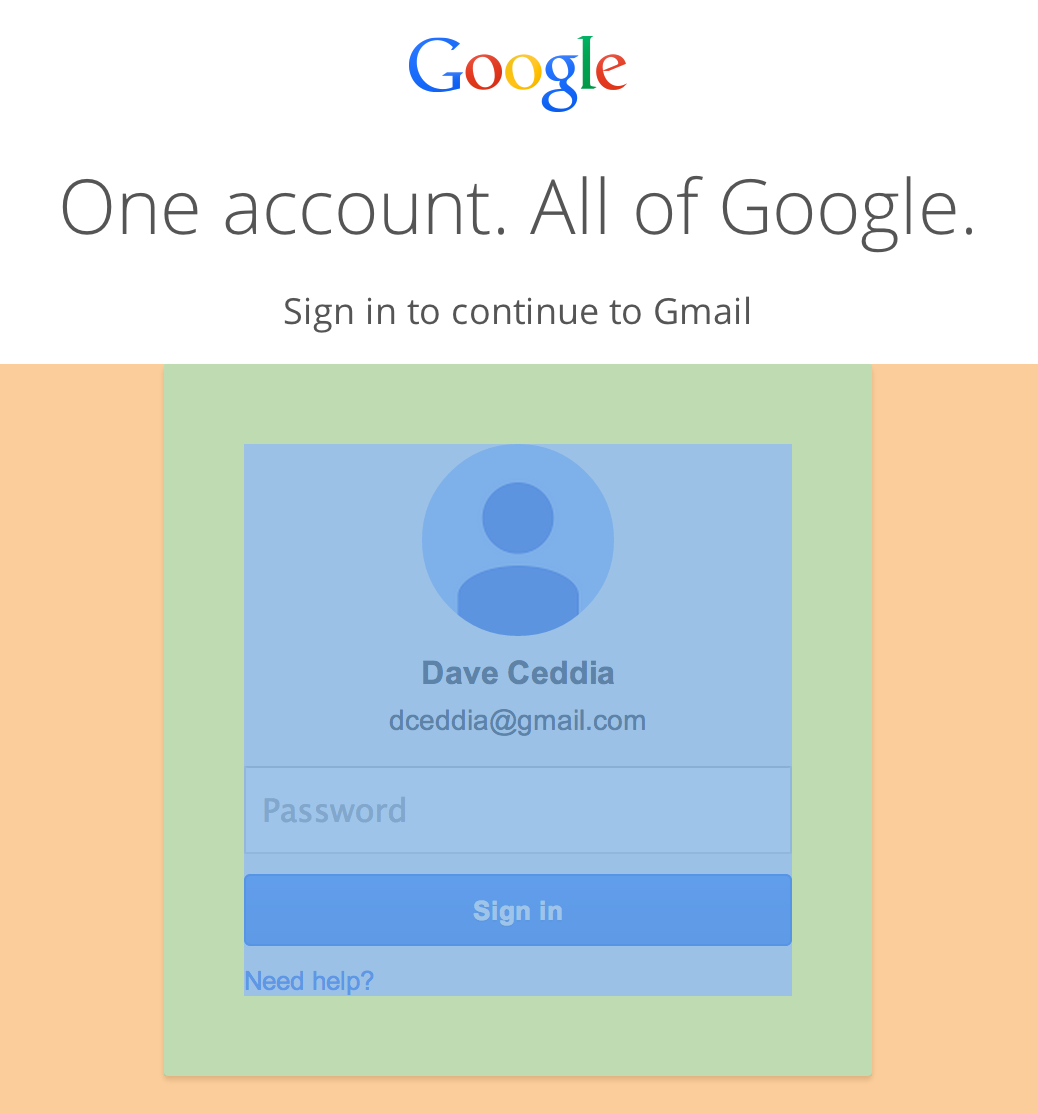 Google
One account. All of Google.
Sign in to continue to Gmail
Dave Ceddia
dceddia@gmail.com
Password
Sign in
Need help?